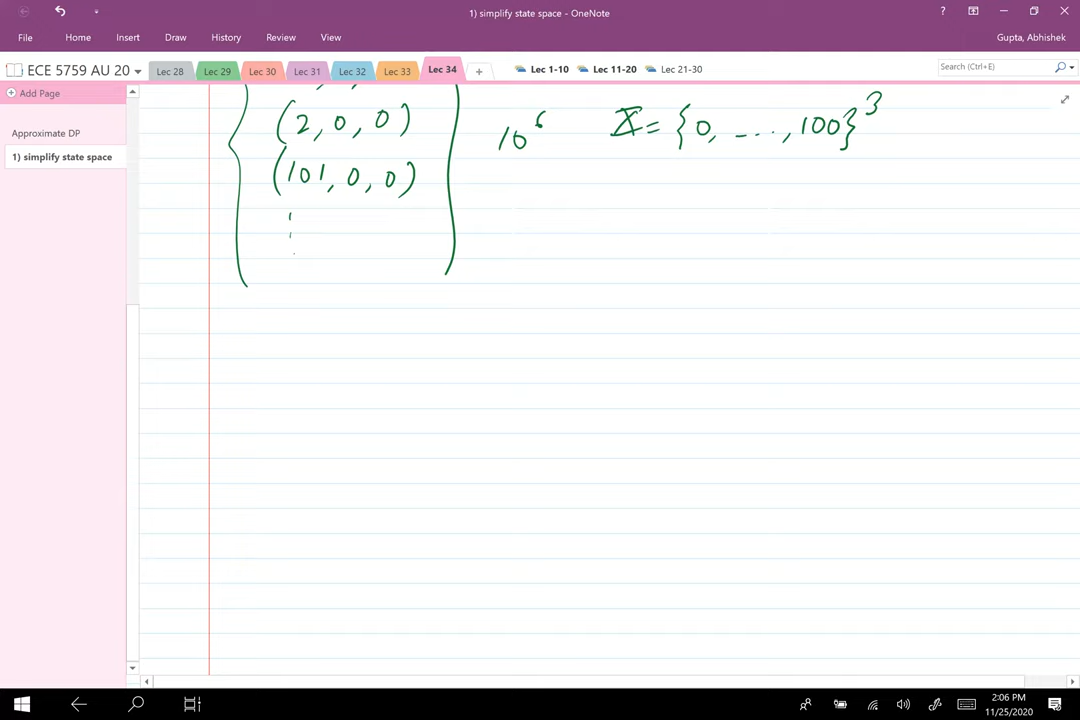 1) simplify state space - OneNote
?
File
Home
Insert
Draw
History
Review
View
Gupta, Abhishek
ECE 5759 AU 20
Lec 28
Lec 29
Lec 30
Lec 31
Lec 32
Lec 33
Lec 34
+
Lec 1-10
Lec 11-20
Lec 21-30
Search (Ctrl+E)
Add Page
Approximate DP
1) simplify state space
(2, 0, 0)
(101, 0, 0)
⋮
10^6
X = {0, ..., 100}^3
2:06 PM
11/25/2020